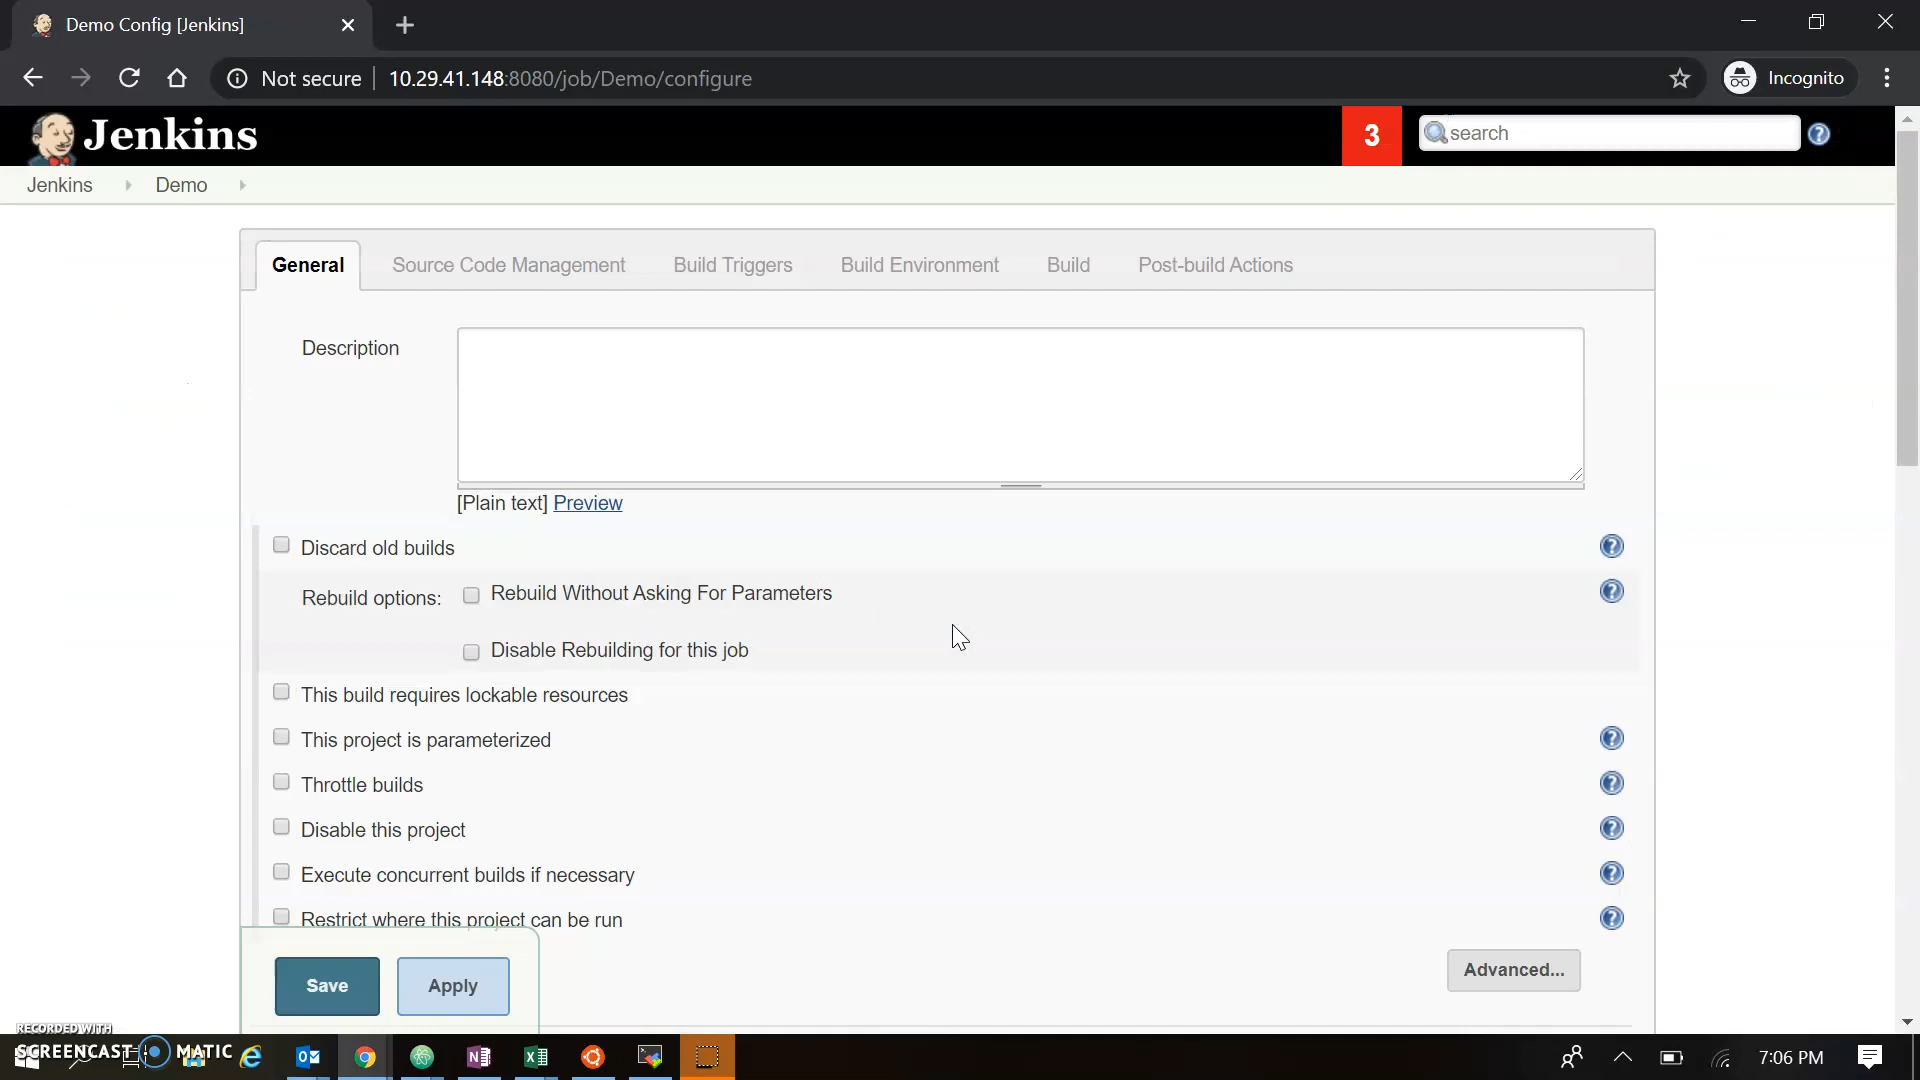 Demo Config [Jenkins]
Not secure 10.29.41.148:8080/job/Demo/configure
Incognito
Jenkins
3
search
Jenkins Demo
General Source Code Management Build Triggers Build Environment Build Post-build Actions
Description
[Plain text] Preview
Discard old builds
Rebuild options: Rebuild Without Asking For Parameters
Disable Rebuilding for this job
This build requires lockable resources
This project is parameterized
Throttle builds
Disable this project
Execute concurrent builds if necessary
Restrict where this project can be run
Advanced...
Save Apply
RECORDED WITH
SCREENCAST MATIC
7:06 PM